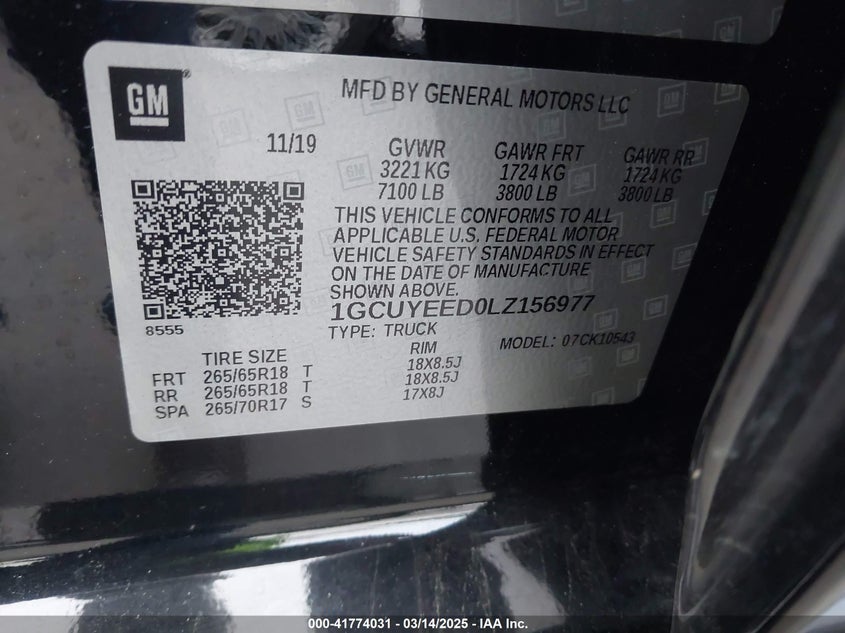 GM
MFD BY GENERAL MOTORS LLC
11/19
GVWR GAWR FRT GAWR RR
3221 KG 1724 KG 1724 KG
7100 LB 3800 LB 3800 LB
THIS VEHICLE CONFORMS TO ALL
APPLICABLE U.S. FEDERAL MOTOR
VEHICLE SAFETY STANDARDS IN EFFECT
ON THE DATE OF MANUFACTURE
SHOWN ABOVE.
8555
1GCUYEED0LZ156977
TYPE: TRUCK MODEL: 07CK10543
TIRE SIZE RIM
FRT 265/65R18 T 18X8.5J
RR 265/65R18 T 18X8.5J
SPA 265/70R17 S 17X8J
000-41774031 - 03/14/2025 - IAA Inc.